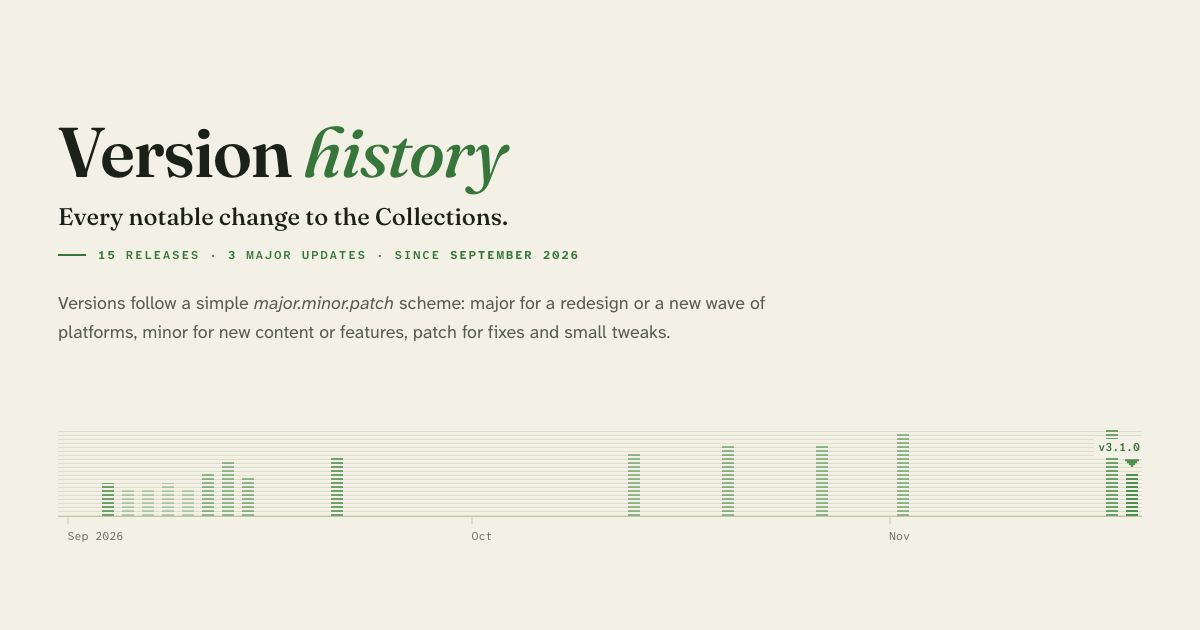 Version history
Every notable change to the Collections.
15 RELEASES · 3 MAJOR UPDATES · SINCE SEPTEMBER 2026
Versions follow a simple major.minor.patch scheme: major for a redesign or a new wave of
platforms, minor for new content or features, patch for fixes and small tweaks.
v3.1.0
Sep 2026
Oct
Nov